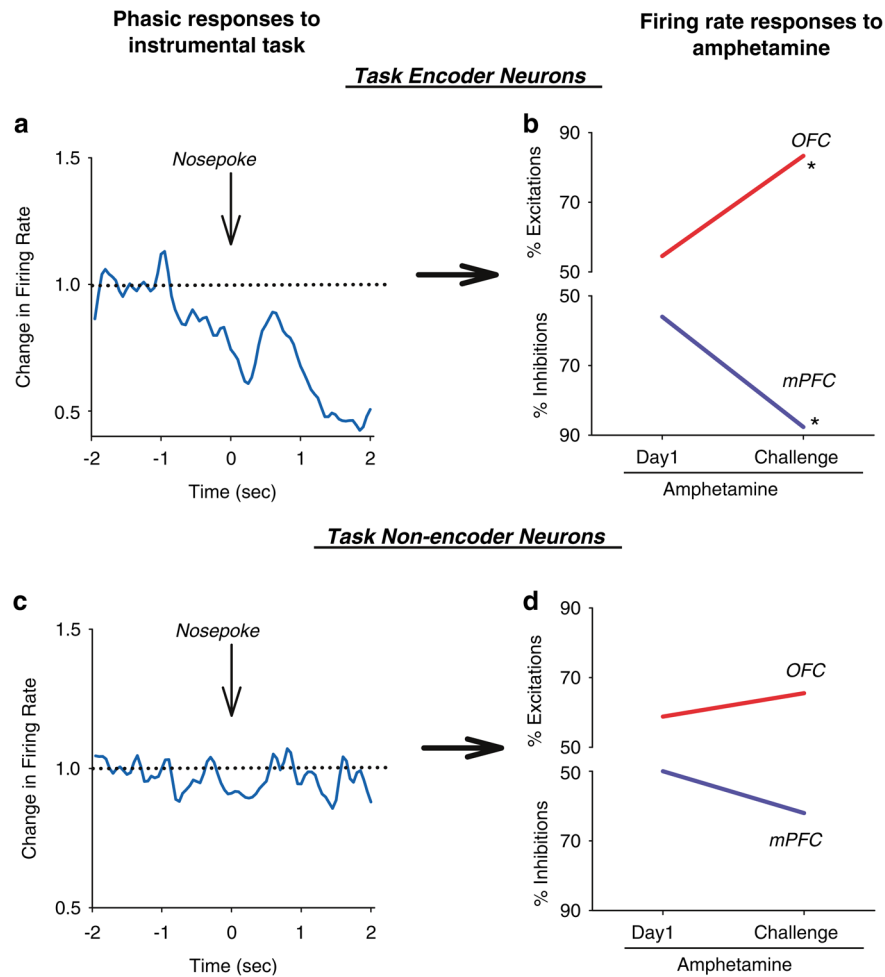 Phasic responses to
instrumental task
Firing rate responses to
amphetamine
Task Encoder Neurons
a
1.5
1.0
0.5
Change in Firing Rate
Nosepoke
-2 -1 0 1 2
Time (sec)
b
90
70
50
% Excitations
OFC
*
50
70
90
% Inhibitions
mPFC
*
Day1 Challenge
Amphetamine
Task Non-encoder Neurons
c
1.5
1.0
0.5
Change in Firing Rate
Nosepoke
-2 -1 0 1 2
Time (sec)
d
90
70
50
% Excitations
OFC
50
70
90
% Inhibitions
mPFC
Day1 Challenge
Amphetamine